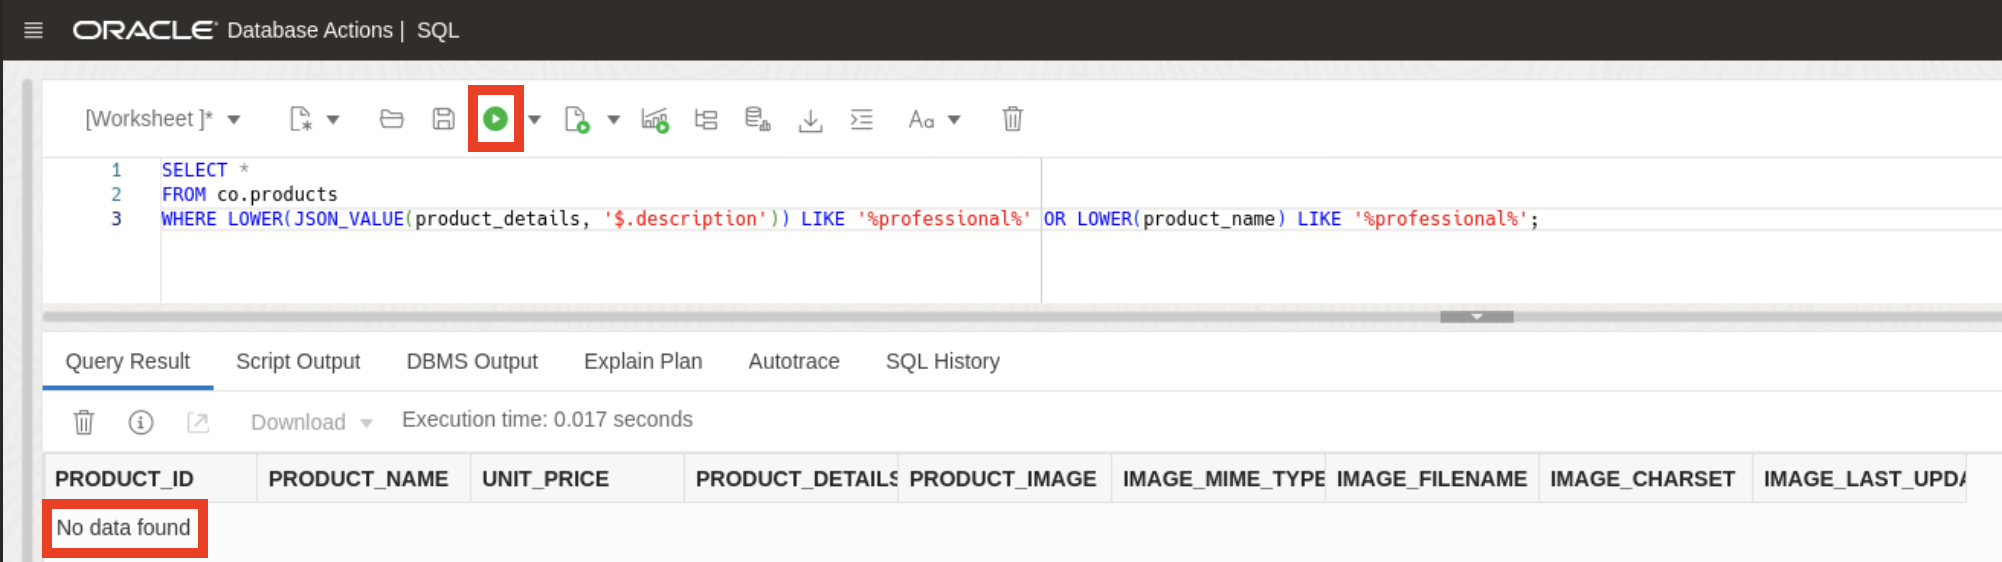 ORACLE Database Actions | SQL
[Worksheet ]* Aa
1 SELECT *
2 FROM co.products
3 WHERE LOWER(JSON_VALUE(product_details, '$.description')) LIKE '%professional%' OR LOWER(product_name) LIKE '%professional%';
Query Result Script Output DBMS Output Explain Plan Autotrace SQL History
Download Execution time: 0.017 seconds
PRODUCT_ID PRODUCT_NAME UNIT_PRICE PRODUCT_DETAILS PRODUCT_IMAGE IMAGE_MIME_TYPE IMAGE_FILENAME IMAGE_CHARSET IMAGE_LAST_UPDA
No data found